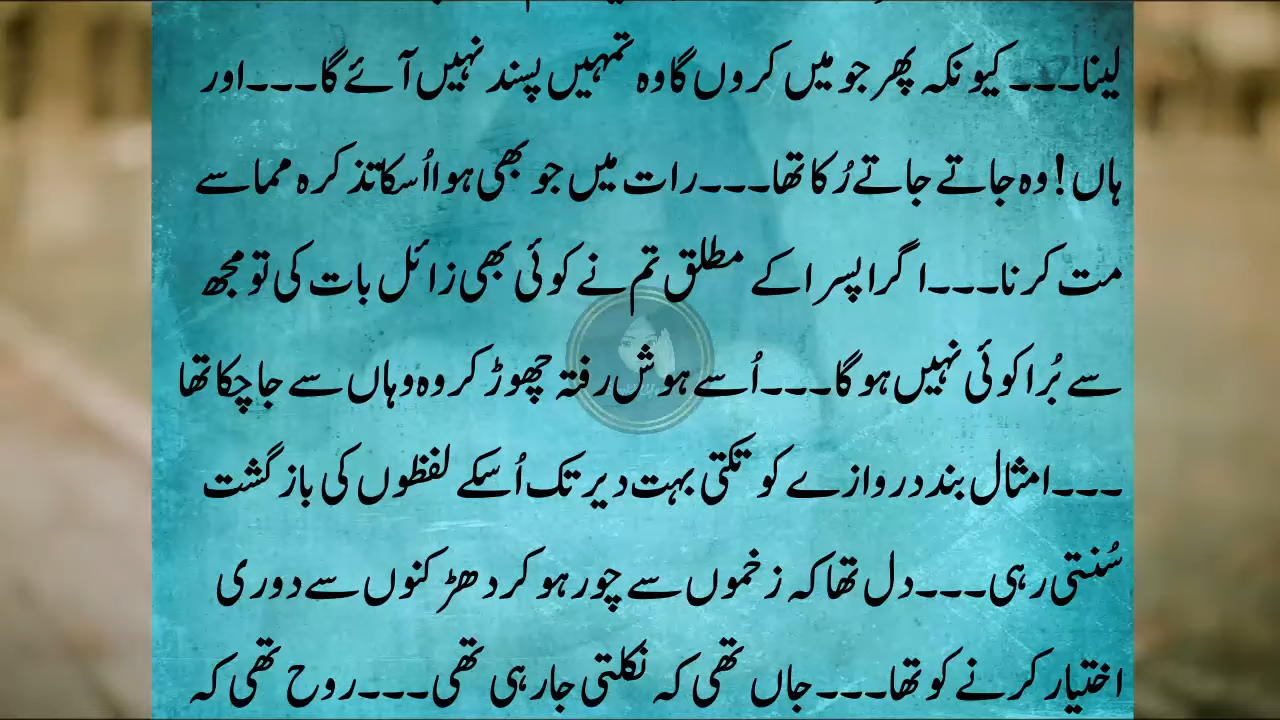 لینا۔۔۔ کیونکہ پھر جو میں کروں گا وہ تمہیں پسند نہیں آئے گا۔۔۔ اور
ہاں! وہ جاتے جاتے رُکا تھا۔۔۔ رات میں جو بھی ہوا اُسکا تذکرہ مما سے
مت کرنا۔۔۔ اگر اپسرا کے مطلق تم نے کوئی بھی زائل بات کی تو مجھ
سے بُرا کوئی نہیں ہو گا۔۔۔ اُسے ہوش رفتہ چھوڑ کر وہ وہاں سے جا چکا تھا
۔۔۔ امثال بند دروازے کو تکتی بہت دیر تک اُسکے لفظوں کی بازگشت
سُنتی رہی۔۔۔ دل تھا کہ زخموں سے چور ہو کر دھڑکنوں سے دوری
اختیار کرنے کو تھا۔۔۔ جاں تھی کہ نکلتی جا رہی تھی۔۔۔ روح تھی کہ